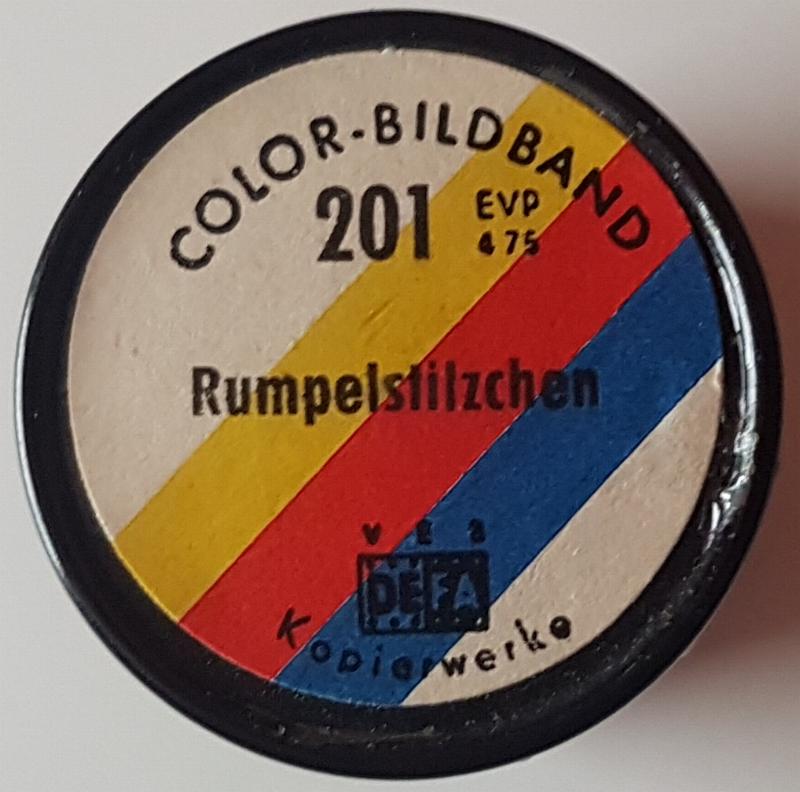 COLOR-BILDBAND
201 EVP
4 75
Rumpelstilzchen
VEB
DEFA
Kopierwerke